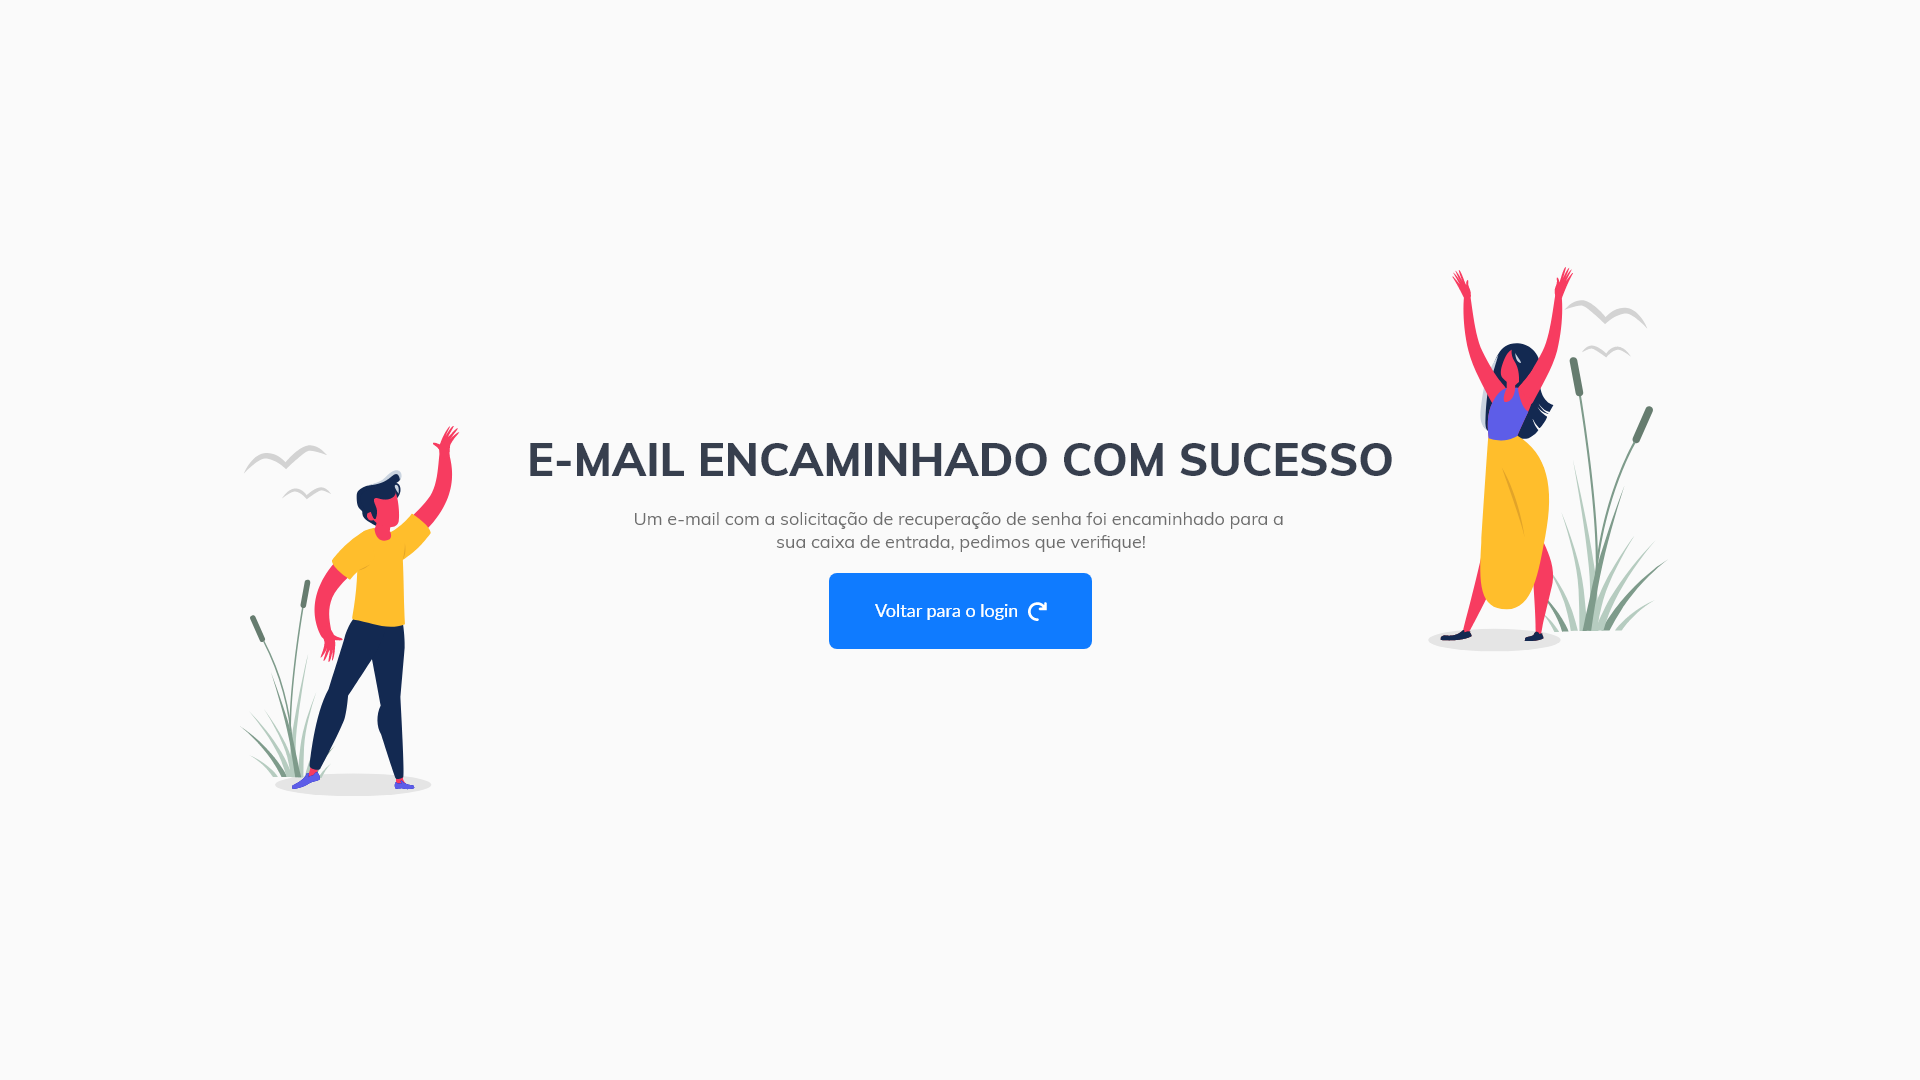 E-MAIL ENCAMINHADO COM SUCESSO
Um e-mail com a solicitação de recuperação de senha foi encaminhado para a
sua caixa de entrada, pedimos que verifique!
Voltar para o login